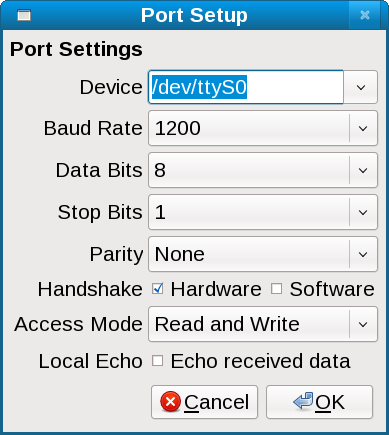 Port Setup
Port Settings
Device /dev/ttyS0
Baud Rate 1200
Data Bits 8
Stop Bits 1
Parity None
Handshake Hardware Software
Access Mode Read and Write
Local Echo Echo received data
Cancel OK